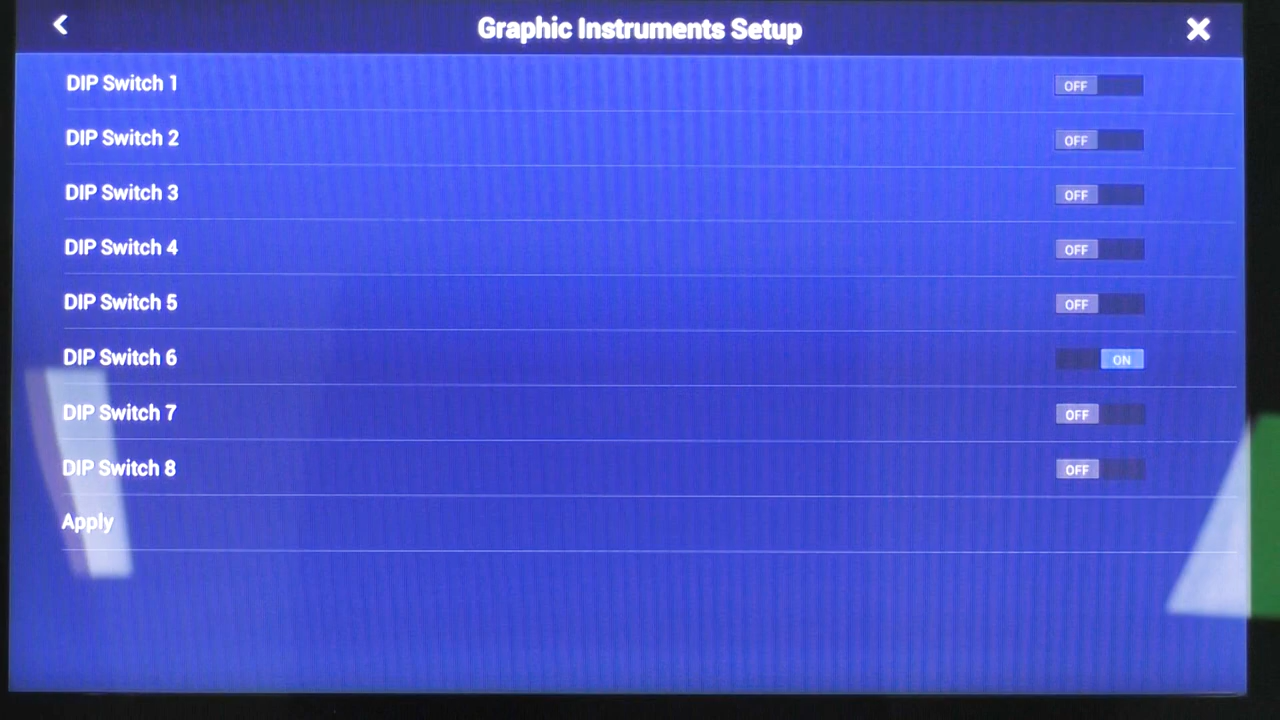 Graphic Instruments Setup
DIP Switch 1 OFF
DIP Switch 2 OFF
DIP Switch 3 OFF
DIP Switch 4 OFF
DIP Switch 5 OFF
DIP Switch 6 ON
DIP Switch 7 OFF
DIP Switch 8 OFF
Apply